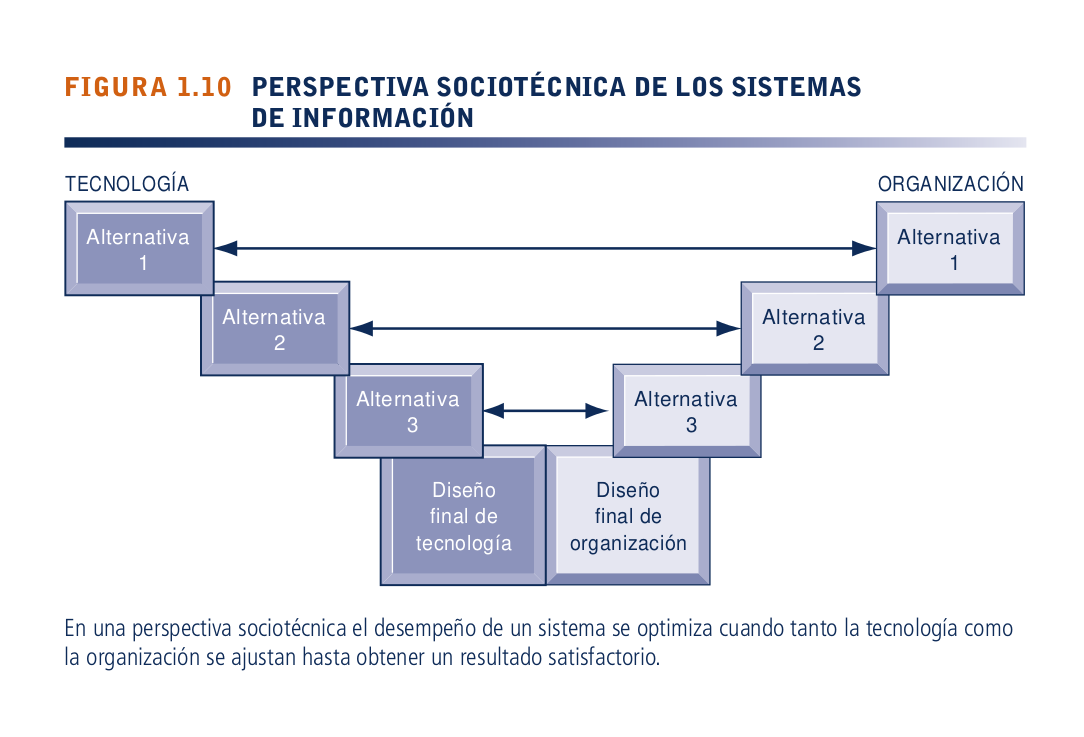 FIGURA 1.10 PERSPECTIVA SOCIOTÉCNICA DE LOS SISTEMAS
DE INFORMACIÓN
TECNOLOGÍA
ORGANIZACIÓN
Alternativa
1
Alternativa
1
Alternativa
2
Alternativa
2
Alternativa
3
Alternativa
3
Diseño
final de
tecnología
Diseño
final de
organización
En una perspectiva sociotécnica el desempeño de un sistema se optimiza cuando tanto la tecnología como
la organización se ajustan hasta obtener un resultado satisfactorio.